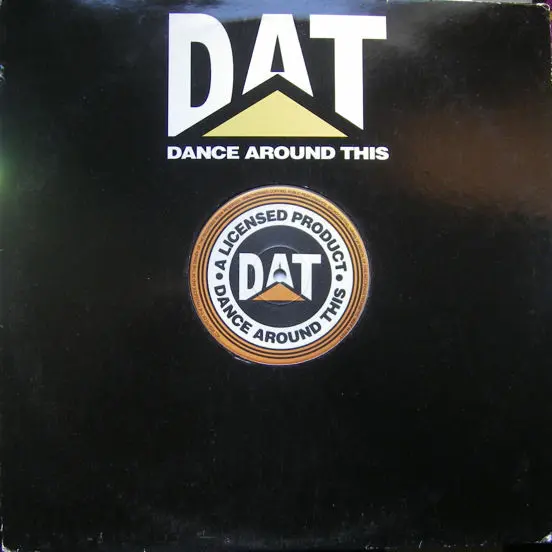 DAT
DANCE AROUND THIS
A LICENSED PRODUCT
DAT
DANCE AROUND THIS